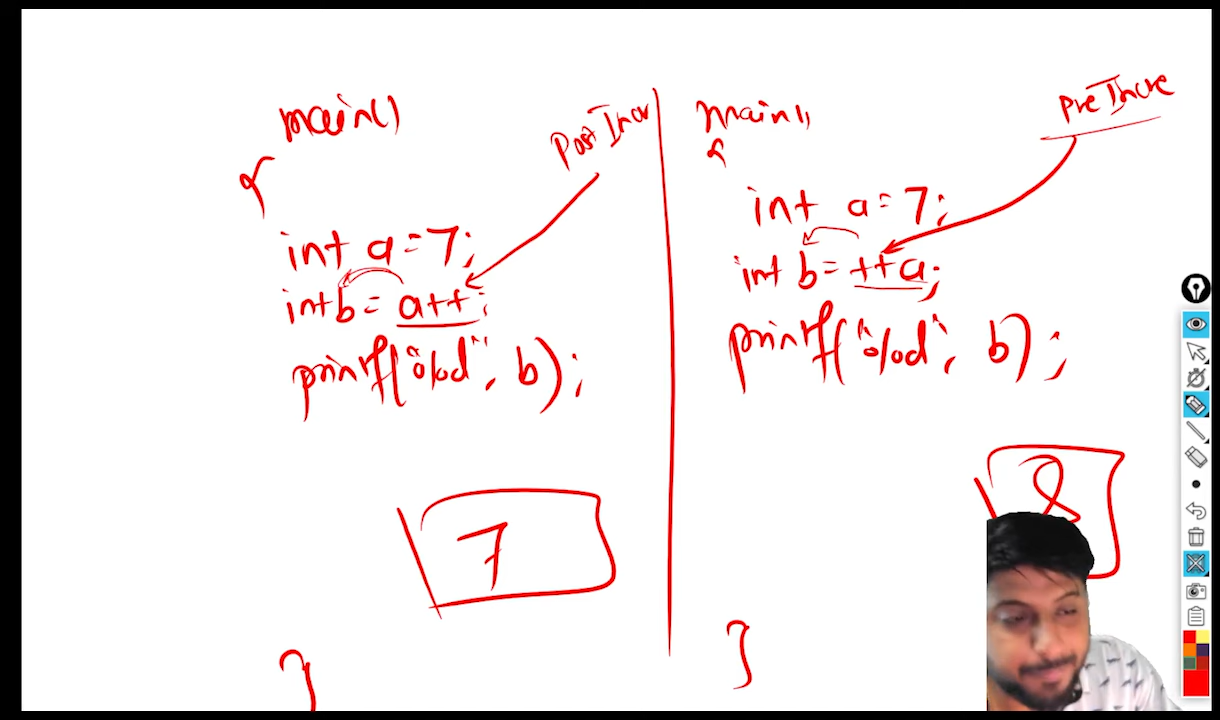 main()
{
Post Incr
int a=7;
int b= a++;
printf("%d", b);
7
}
main()
{
Pre Incre
int a=7;
int b= ++a;
printf("%d", b);
8
}